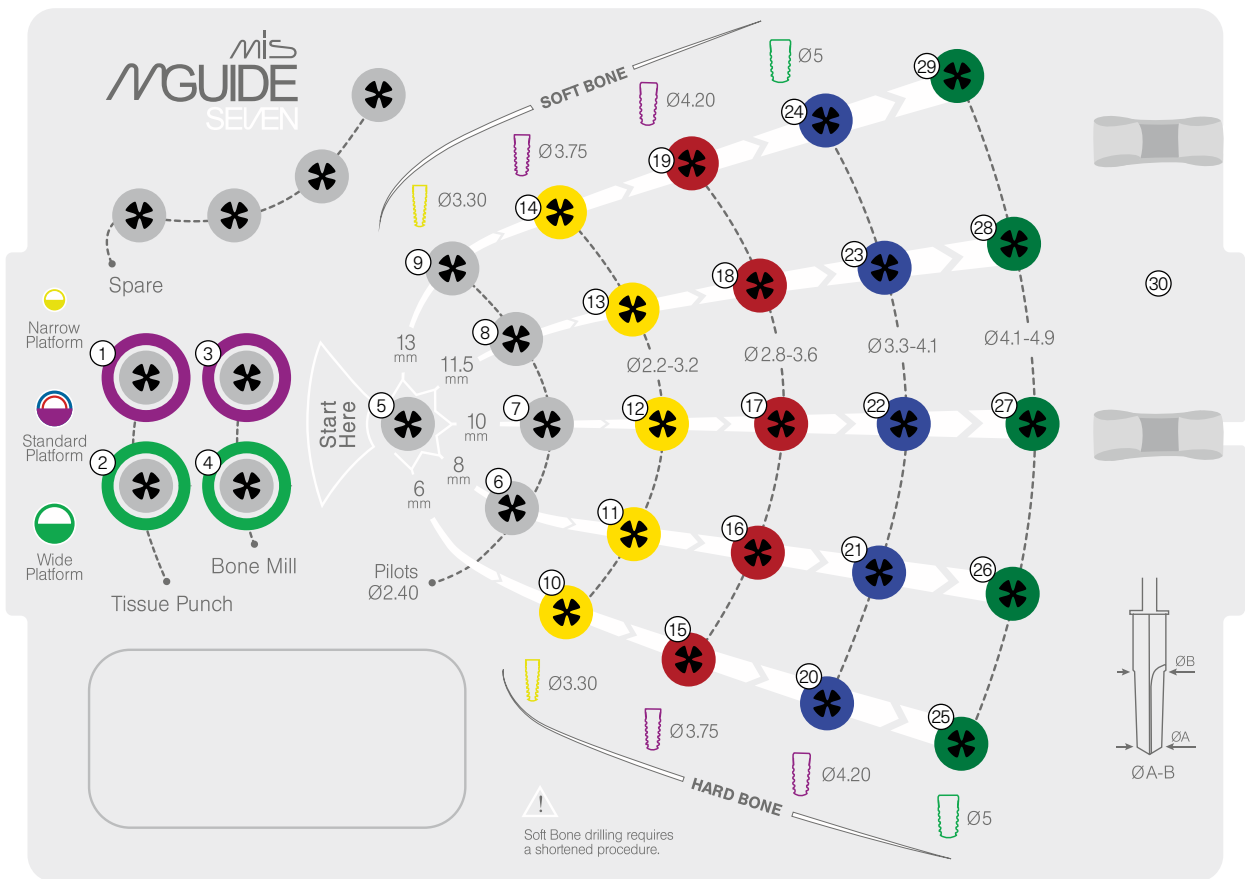 MIS
MGUIDE
SEVEN
Spare
Narrow
Platform
Standard
Platform
Wide
Platform
1
3
2
4
Bone Mill
Tissue Punch
Start
Here
5
13
mm
11.5
mm
10
mm
8
mm
6
mm
Pilots
Ø2.40
SOFT BONE
Ø3.30
Ø3.75
Ø4.20
Ø5
9
14
19
24
29
8
13
18
23
28
Ø2.2-3.2
Ø2.8-3.6
Ø3.3-4.1
Ø4.1-4.9
7
12
17
22
27
6
11
16
21
26
10
15
20
25
Ø3.30
Ø3.75
Ø4.20
Ø5
HARD BONE
!
Soft Bone drilling requires
a shortened procedure.
30
ØB
ØA
ØA-B